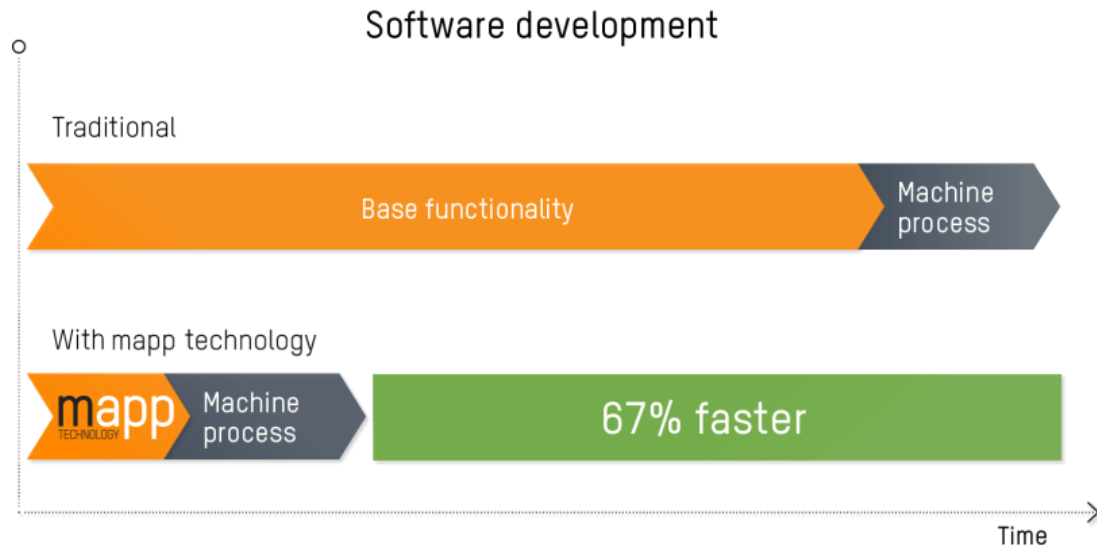 Software development
Traditional
Base functionality
Machine
process
With mapp technology
mapp
TECHNOLOGY
Machine
process
67% faster
Time